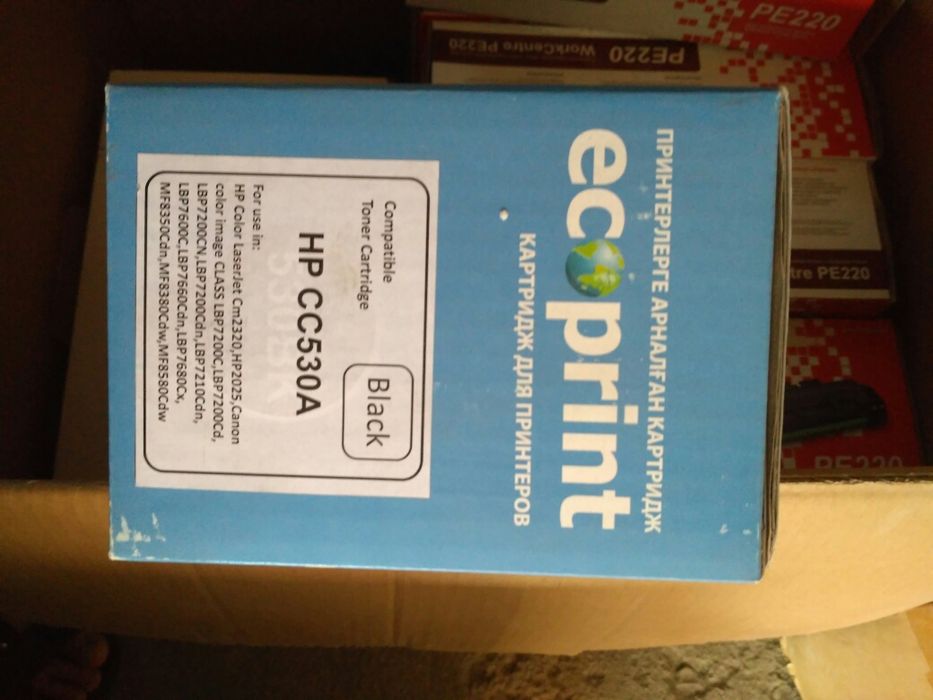 ПРИНТЕРЛЕРГЕ АРНАЛҒАН КАРТРИДЖ
ecoprint
КАРТРИДЖ ДЛЯ ПРИНТЕРОВ
Compatible
Toner Cartridge
Black
HP CC530A
For use in:
HP Color LaserJet Cm2320,HP2025,Canon
color image CLASS LBP7200C,LBP7200Cd,
LBP7200CN,LBP7200Cdn,LBP7210Cdn,
LBP7600C,LBP7660Cdn,LBP7680Cx,
MF8350Cdn,MF8380Cdw,MF8580Cdw
PE220
PE220 WorkCentre PE220
tre PE220
PE220